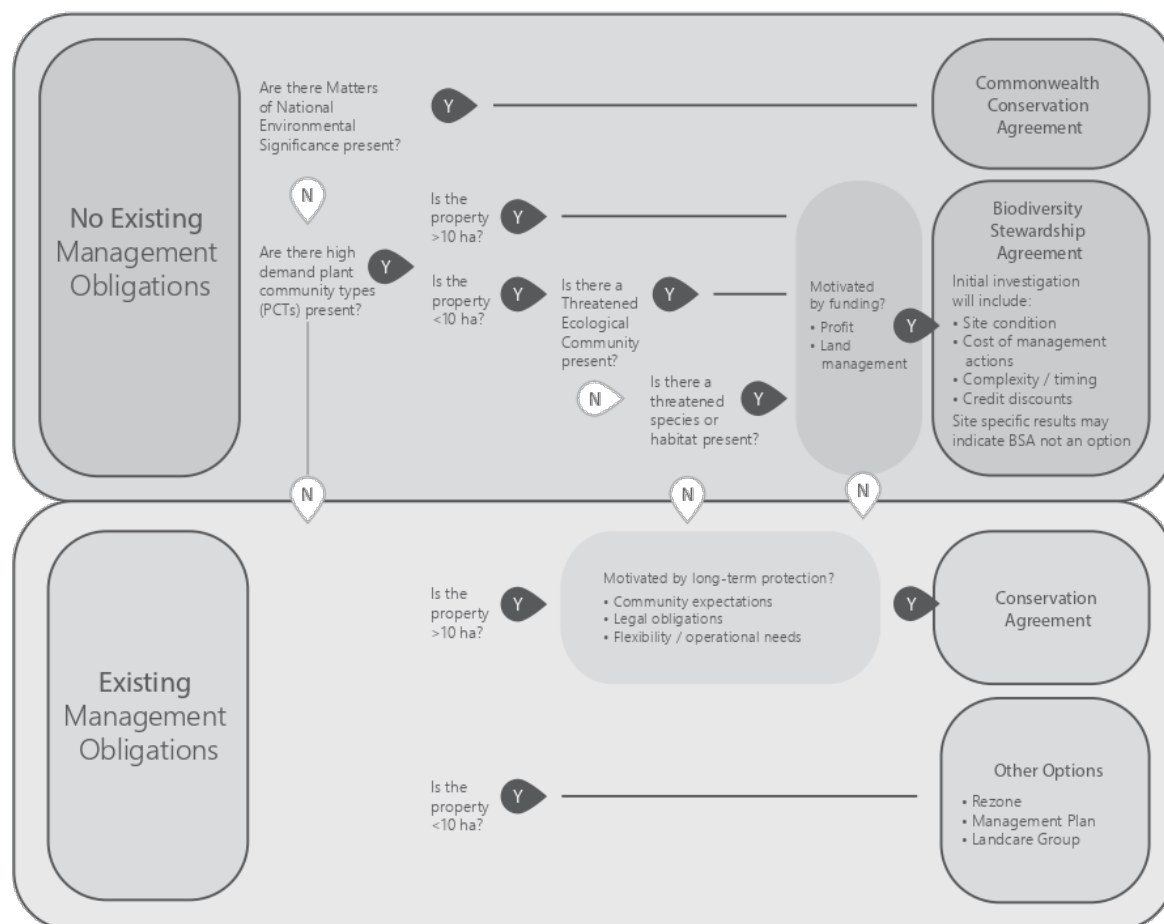 No Existing
Management
Obligations
Are there Matters
of National
Environmental
Significance present?
Y
Commonwealth
Conservation
Agreement
N
Are there high
demand plant
community types
(PCTs) present?
Y
Is the
property
>10 ha?
Y
Is the
property
<10 ha?
Y
Is there a
Threatened
Ecological
Community
present?
Y
N
Is there a
threatened
species or
habitat present?
Y
Motivated
by funding?
• Profit
• Land
management
Y
Biodiversity
Stewardship
Agreement
Initial investigation
will include:
• Site condition
• Cost of management
actions
• Complexity / timing
• Credit discounts
Site specific results may
indicate BSA not an option
N
N
N
Existing
Management
Obligations
Is the
property
>10 ha?
Y
Motivated by long-term protection?
• Community expectations
• Legal obligations
• Flexibility / operational needs
Y
Conservation
Agreement
Is the
property
<10 ha?
Y
Other Options
• Rezone
• Management Plan
• Landcare Group